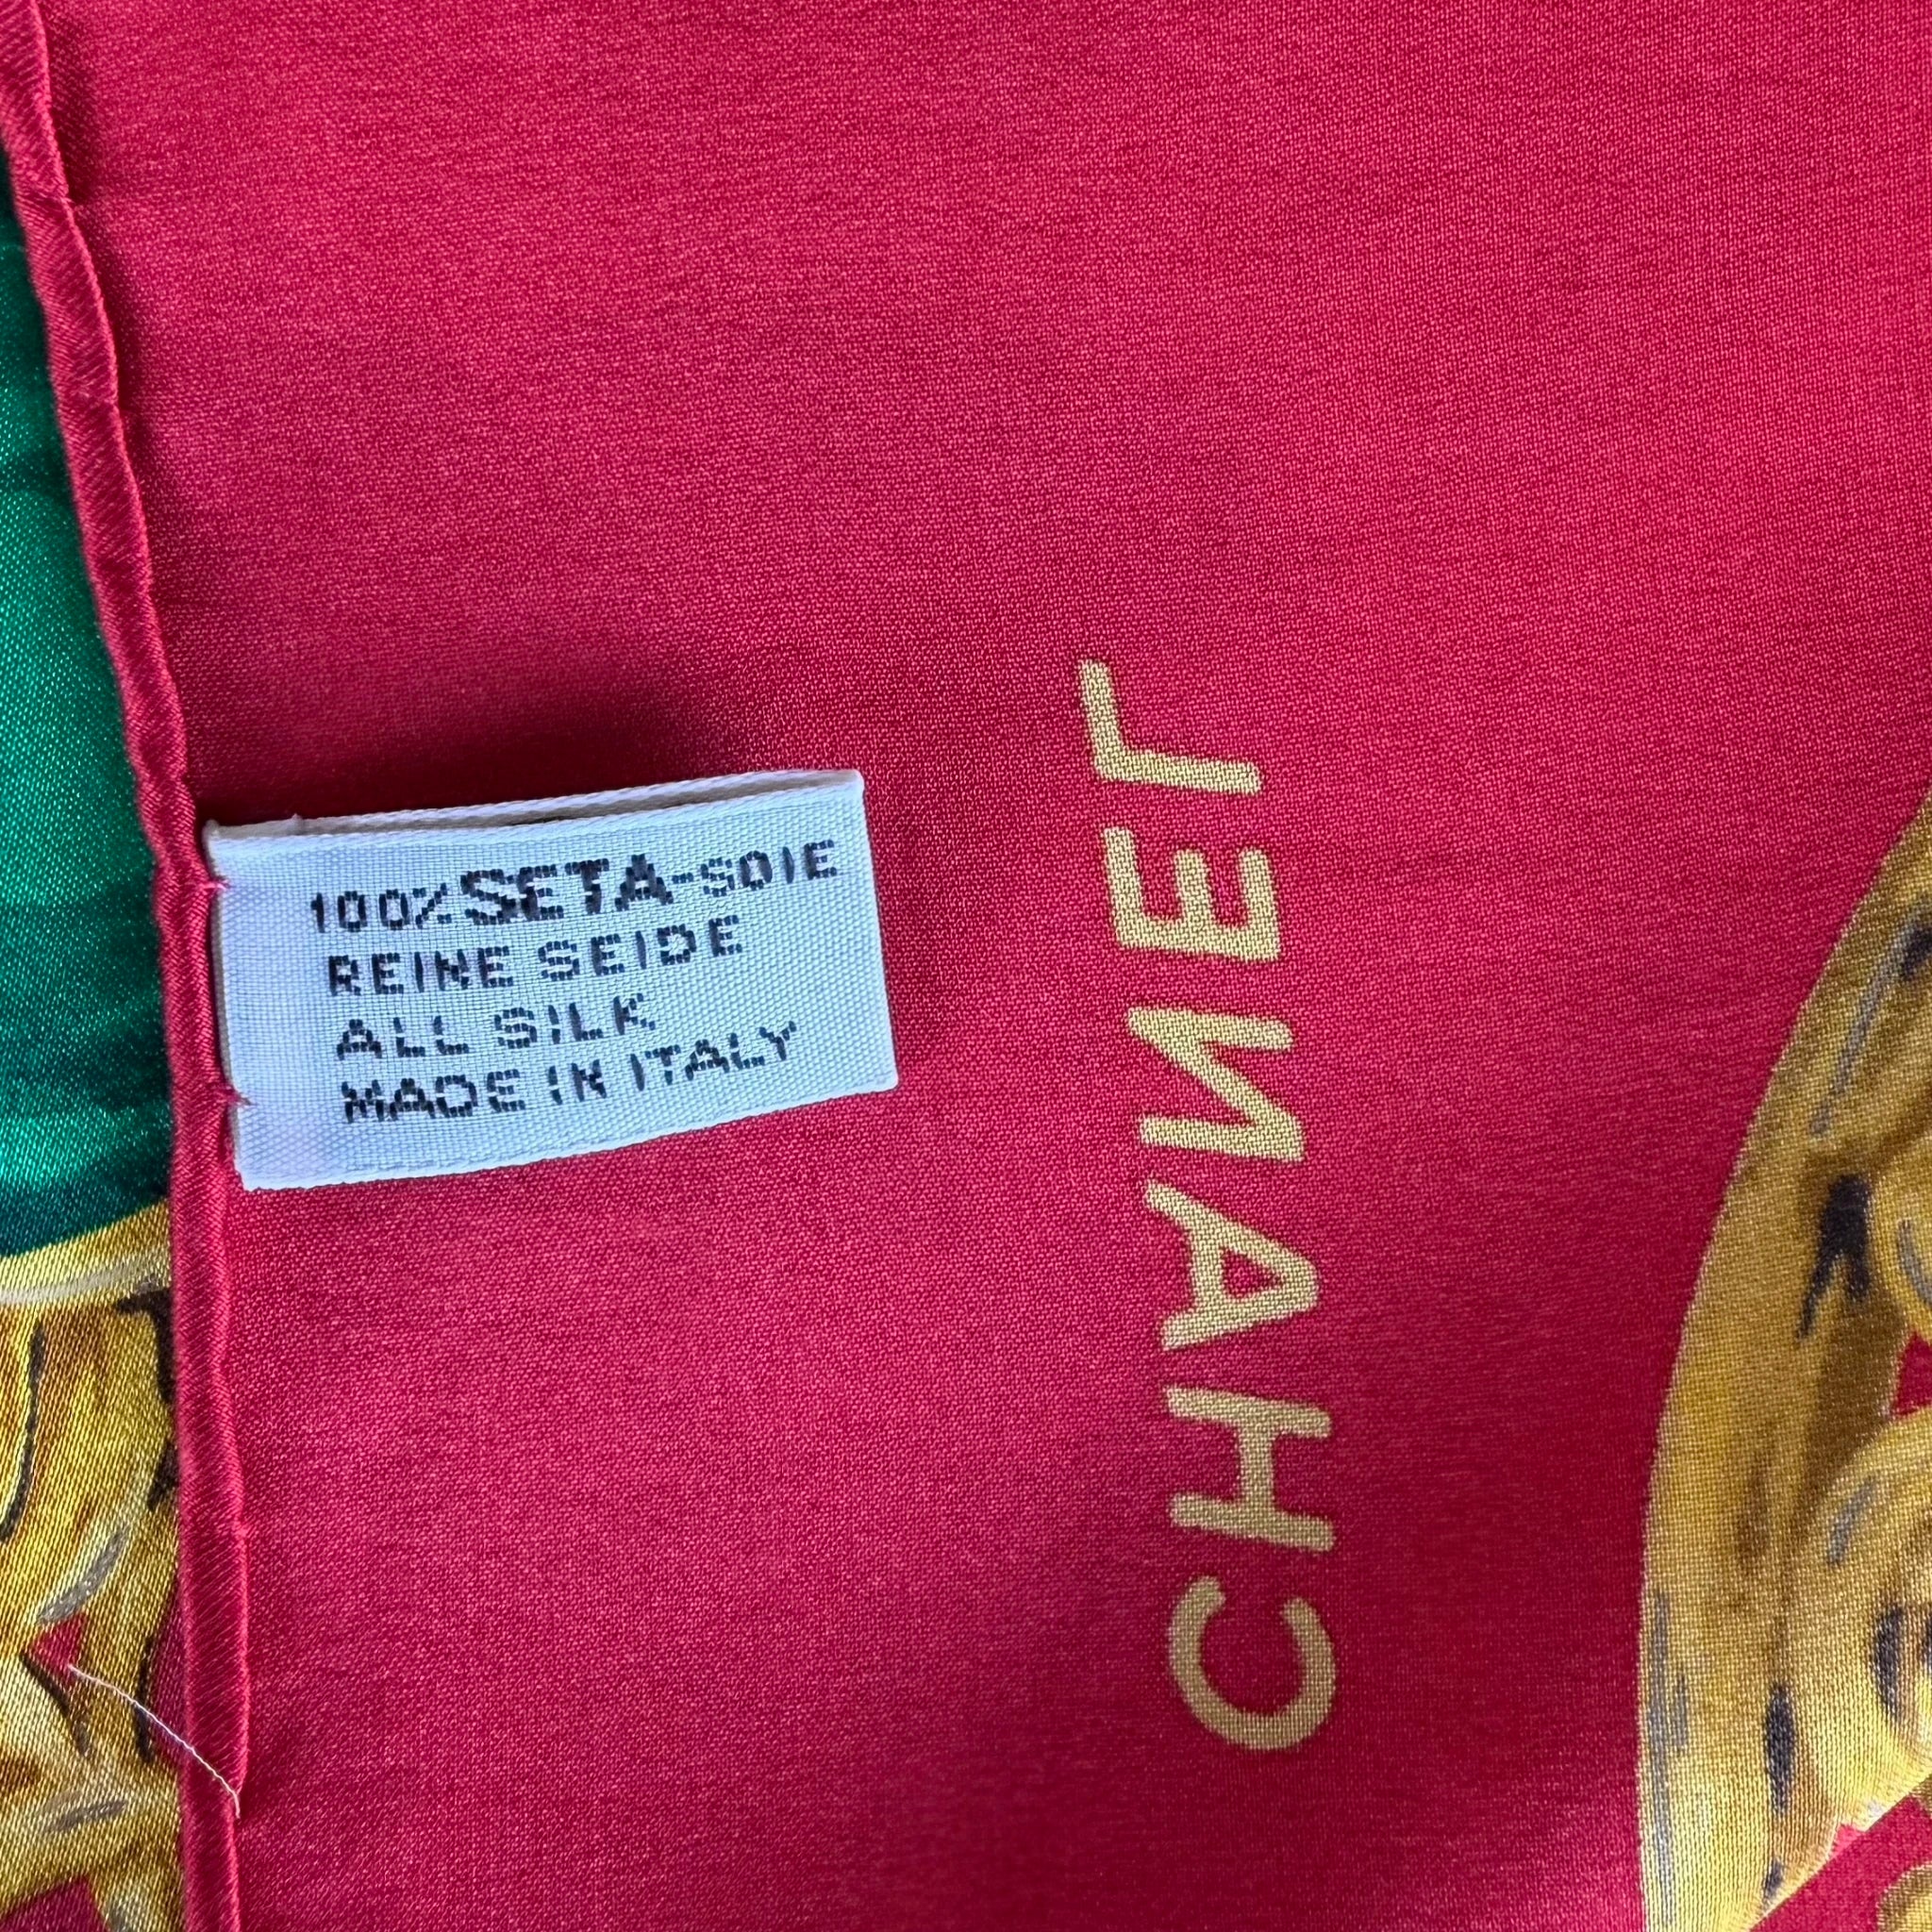 100% SETA-SOIE
REINE SEIDE
ALL SILK
MADE IN ITALY
CHANEL